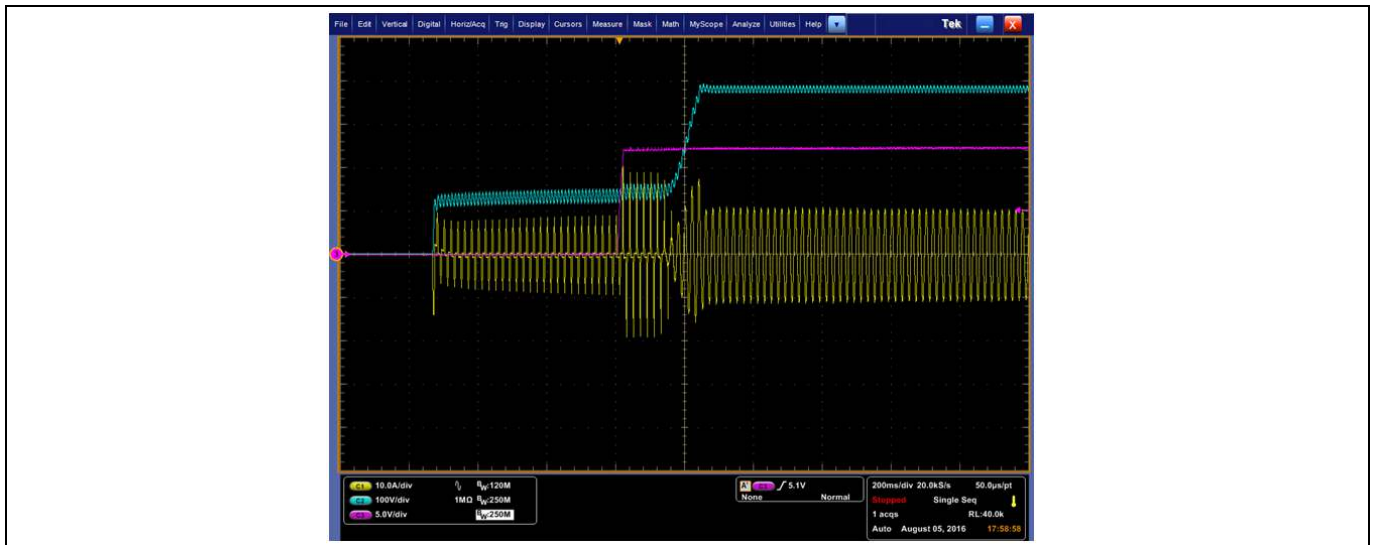 File Edit Vertical Digital Horiz/Acq Trig Display Cursors Measure Mask Math MyScope Analyze Utilities Help Tek X
C1 10.0A/div BW:120M
C2 100V/div 1MΩ BW:250M
C3 5.0V/div BW:250M
A' C3 5.1V
None Normal
200ms/div 20.0kS/s 50.0µs/pt
Stopped Single Seq
1 acqs RL:40.0k
Auto August 05, 2016 17:58:58